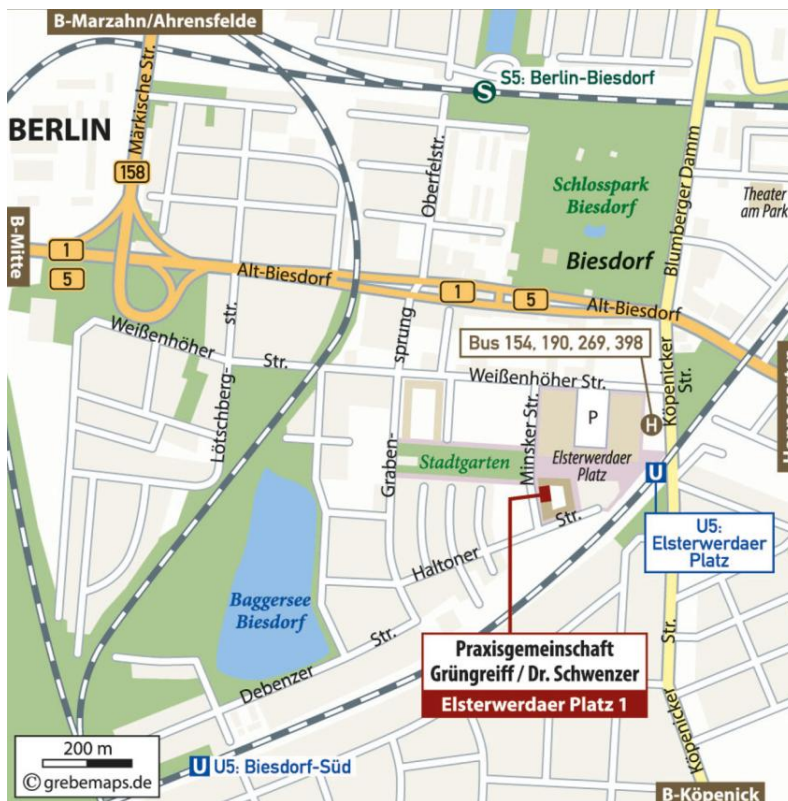 B-Marzahn/Ahrensfelde
S5: Berlin-Biesdorf
S
BERLIN
Märkische Str.
158
Oberfelstr.
Blumberger Damm
Schlosspark
Biesdorf
Theater
am Park
B-Mitte
1
5
Biesdorf
Alt-Biesdorf
1
5
Alt-Biesdorf
Weißenhöher
Str.
Lötschberg-
str.
Graben-
sprung
Bus 154, 190, 269, 398
Weißenhöher Str.
Köpenicker
Str.
H
P
Minsker Str.
Stadtgarten
Elsterwerdaer
Platz
U
U5:
Elsterwerdaer
Platz
Haltoner
Str.
Baggersee
Biesdorf
Debenzer
Str.
Praxisgemeinschaft
Grüngreiff / Dr. Schwenzer
Elsterwerdaer Platz 1
Köpenicker
Str.
200 m
© grebemaps.de
U U5: Biesdorf-Süd
B-Köpenick